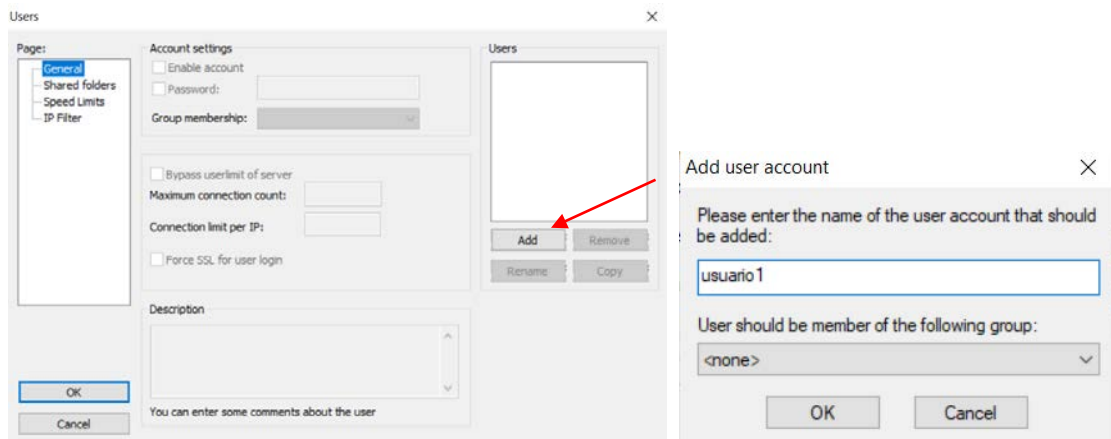 Users
Page:
General
Shared folders
Speed Limits
IP Filter
OK
Cancel
Account settings
Enable account
Password:
Group membership:
Bypass userlimit of server
Maximum connection count:
Connection limit per IP:
Force SSL for user login
Description
You can enter some comments about the user
Users
Add Remove
Rename Copy
Add user account
Please enter the name of the user account that should
be added:
usuario1
User should be member of the following group:
<none>
OK Cancel